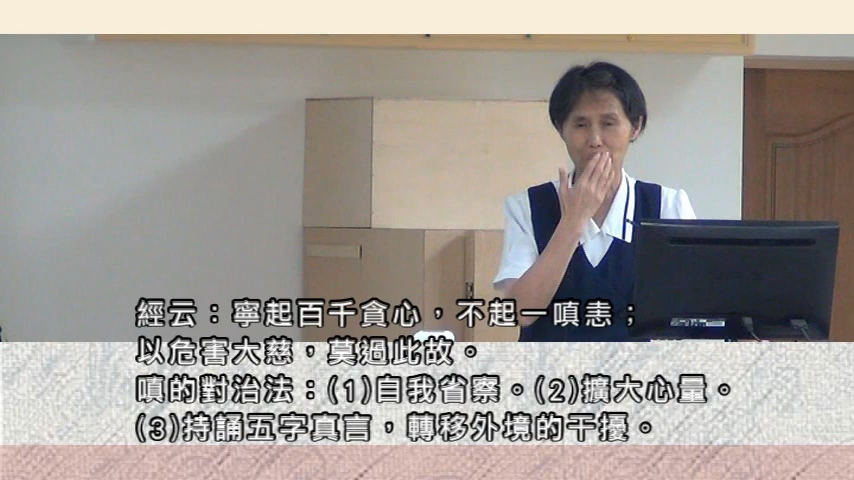 經云：寧起百千貪心，不起一嗔恚；
以危害大慈，莫過此故。
嗔的對治法：(1)自我省察。(2)擴大心量。
(3)持誦五字真言，轉移外境的干擾。